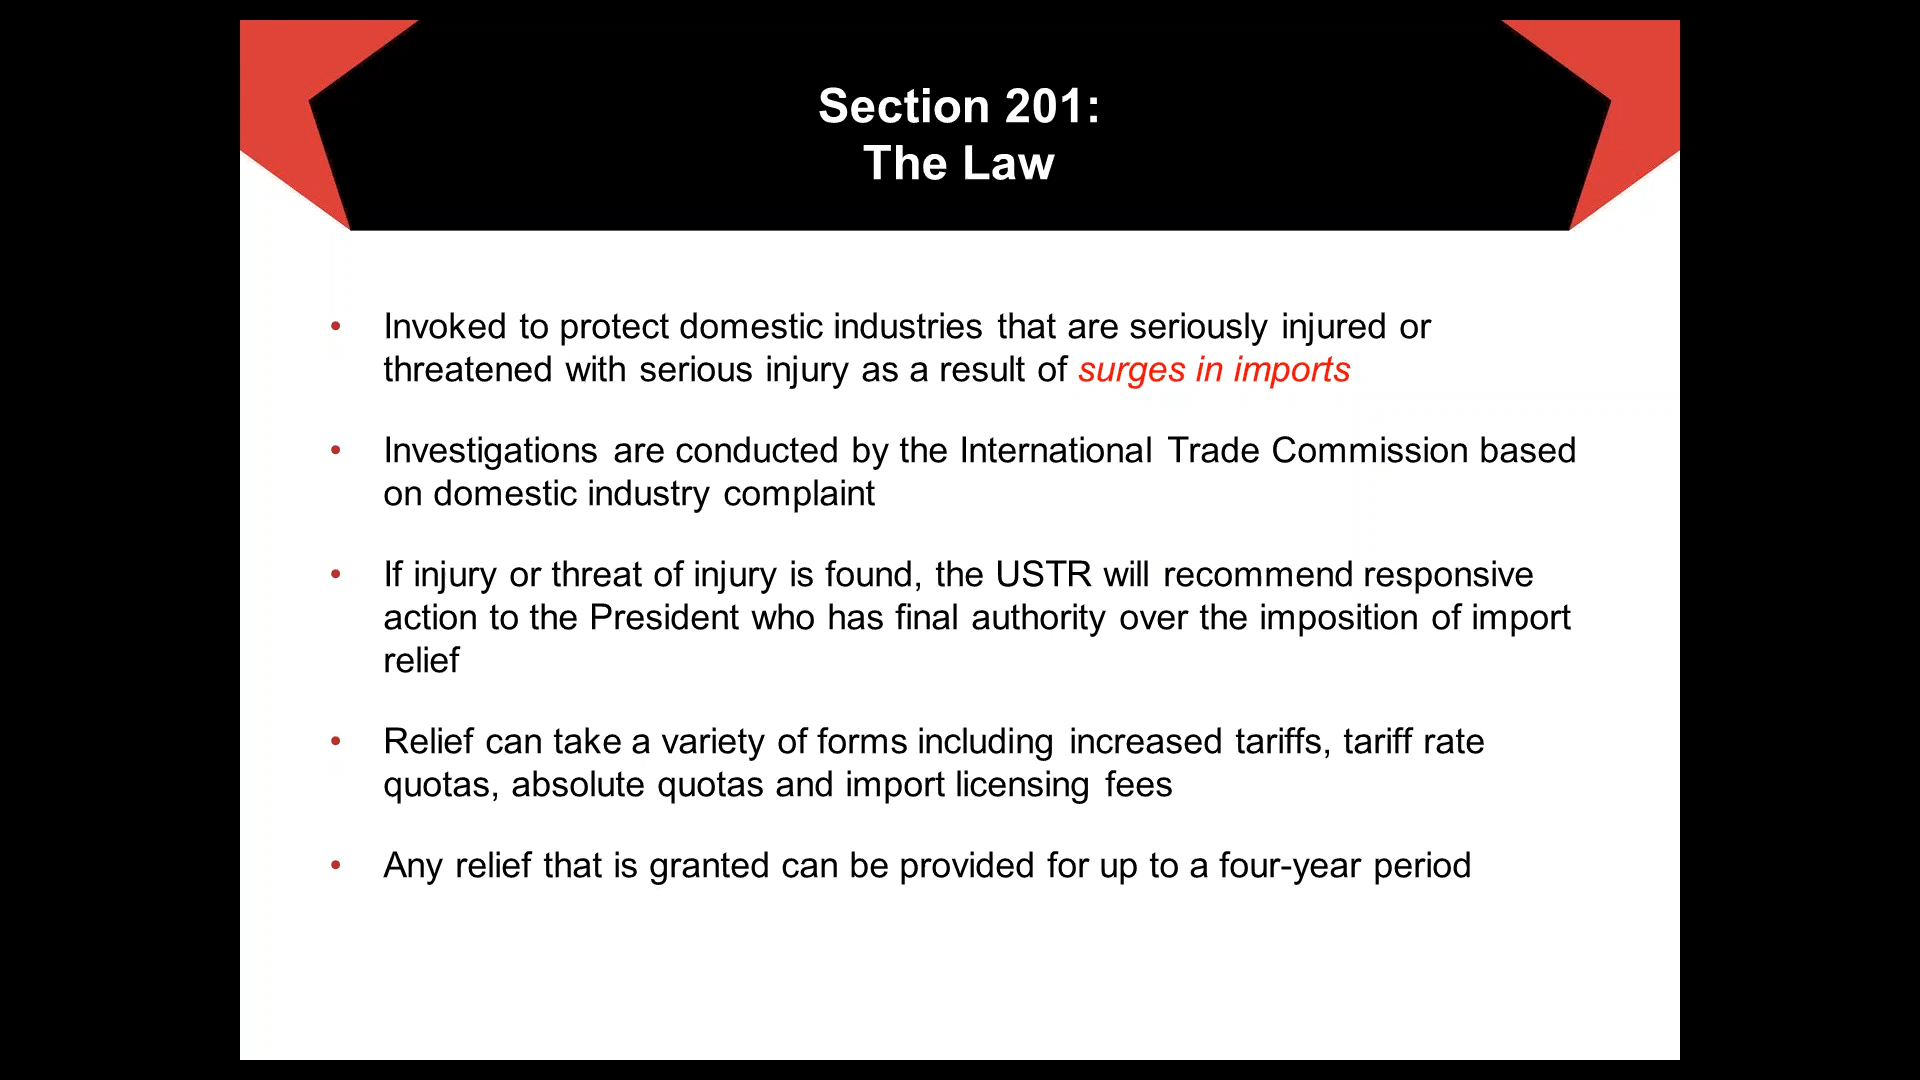 Section 201:
The Law
• Invoked to protect domestic industries that are seriously injured or
threatened with serious injury as a result of surges in imports
• Investigations are conducted by the International Trade Commission based
on domestic industry complaint
• If injury or threat of injury is found, the USTR will recommend responsive
action to the President who has final authority over the imposition of import
relief
• Relief can take a variety of forms including increased tariffs, tariff rate
quotas, absolute quotas and import licensing fees
• Any relief that is granted can be provided for up to a four-year period